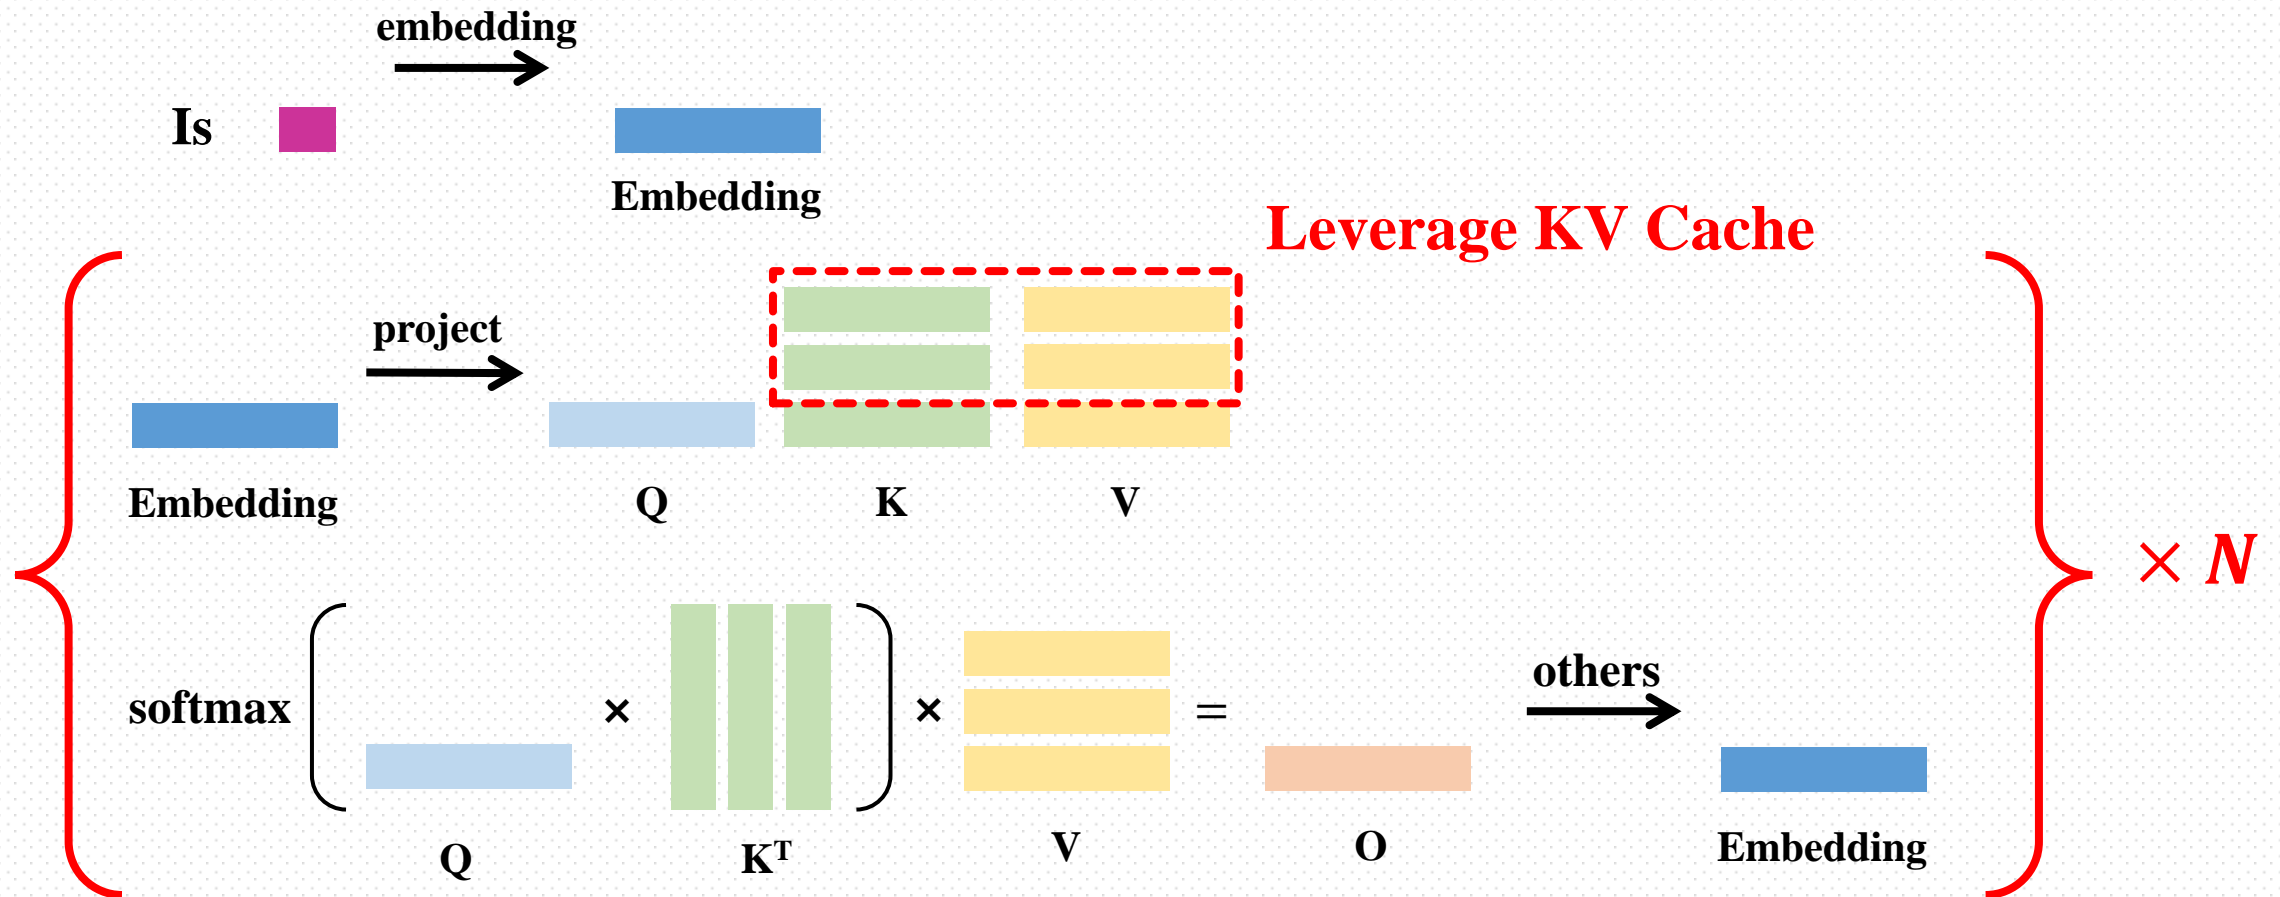 embedding
Is
Embedding
Leverage KV Cache
project
Embedding
Q
K
V
× N
softmax
×
×
=
others
Q
Kᵀ
V
O
Embedding